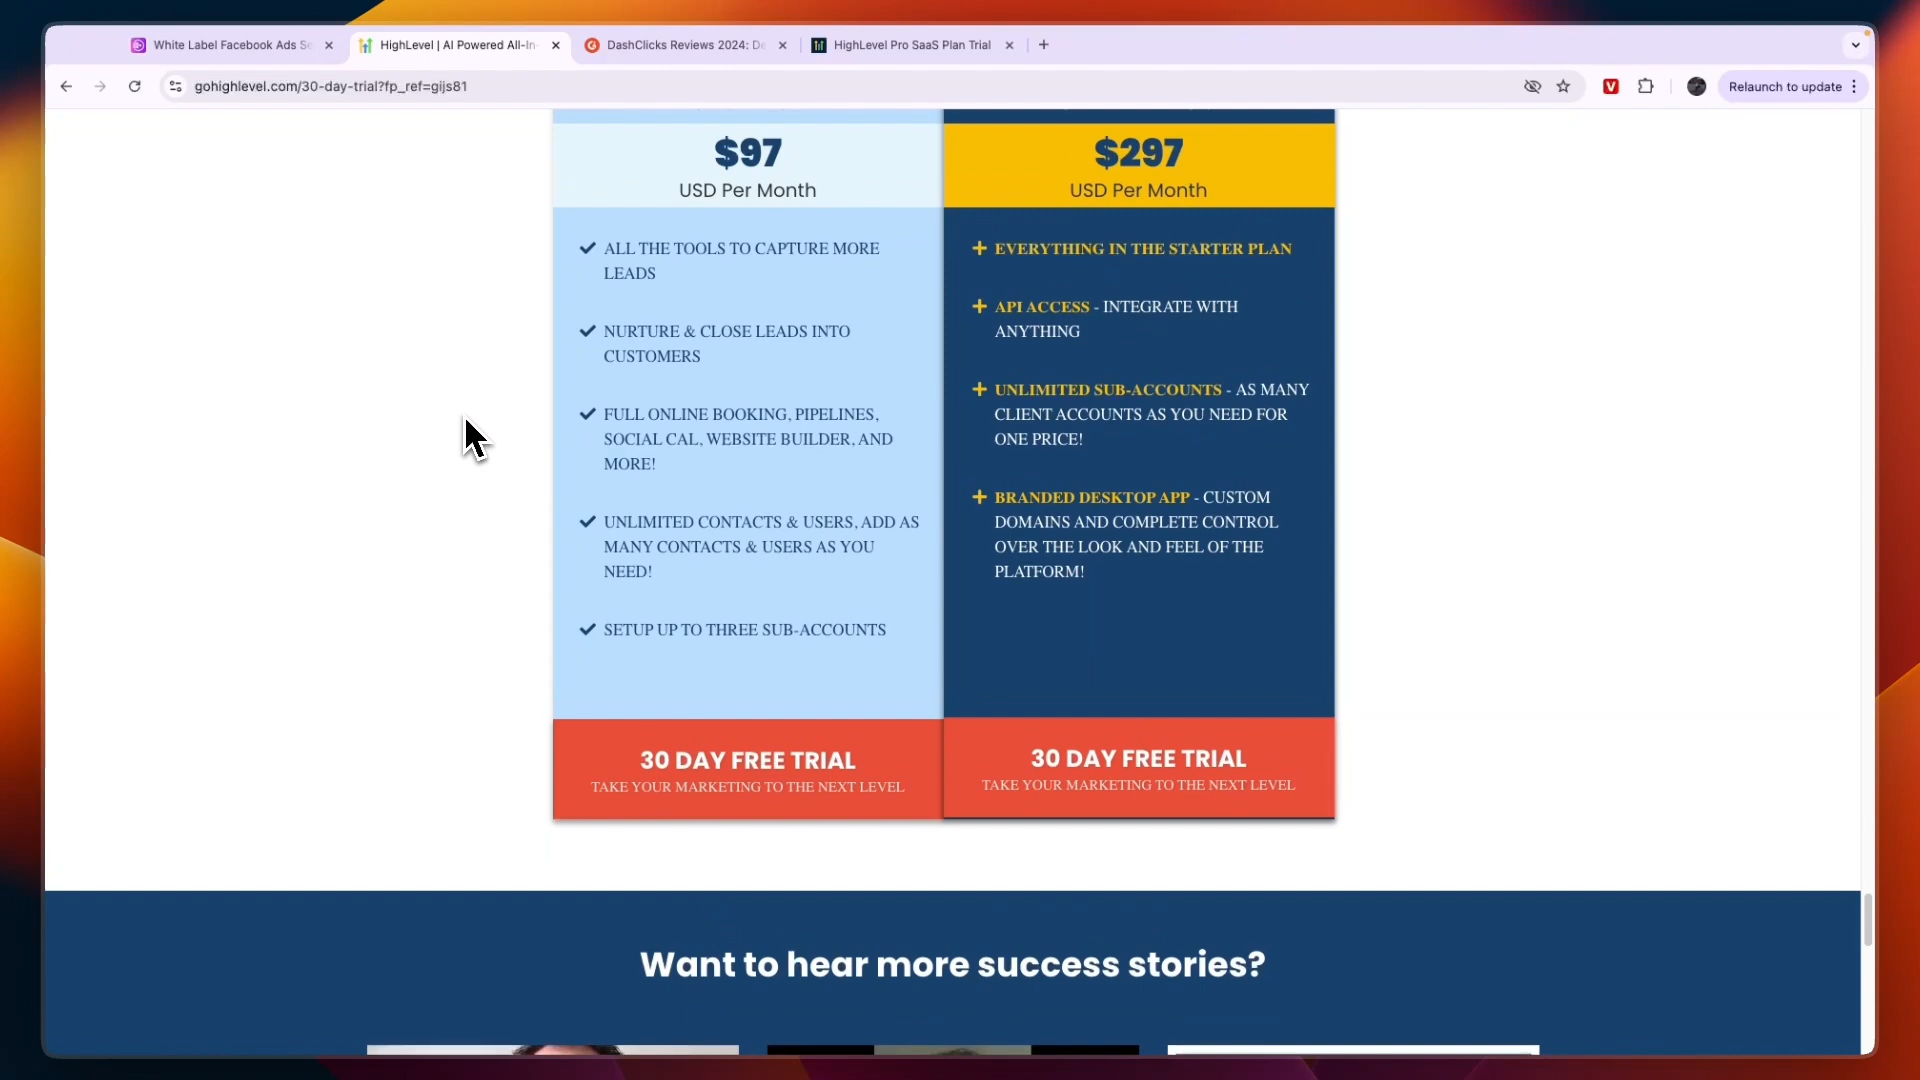 White Label Facebook Ads Se
HighLevel | AI Powered All-In-
DashClicks Reviews 2024: De
HighLevel Pro SaaS Plan Trial
gohighlevel.com/30-day-trial?fp_ref=gijs81
Relaunch to update
$97
USD Per Month
ALL THE TOOLS TO CAPTURE MORE
LEADS
NURTURE & CLOSE LEADS INTO
CUSTOMERS
FULL ONLINE BOOKING, PIPELINES,
SOCIAL CAL, WEBSITE BUILDER, AND
MORE!
UNLIMITED CONTACTS & USERS, ADD AS
MANY CONTACTS & USERS AS YOU
NEED!
SETUP UP TO THREE SUB-ACCOUNTS
30 DAY FREE TRIAL
TAKE YOUR MARKETING TO THE NEXT LEVEL
$297
USD Per Month
EVERYTHING IN THE STARTER PLAN
API ACCESS - INTEGRATE WITH
ANYTHING
UNLIMITED SUB-ACCOUNTS - AS MANY
CLIENT ACCOUNTS AS YOU NEED FOR
ONE PRICE!
BRANDED DESKTOP APP - CUSTOM
DOMAINS AND COMPLETE CONTROL
OVER THE LOOK AND FEEL OF THE
PLATFORM!
30 DAY FREE TRIAL
TAKE YOUR MARKETING TO THE NEXT LEVEL
Want to hear more success stories?